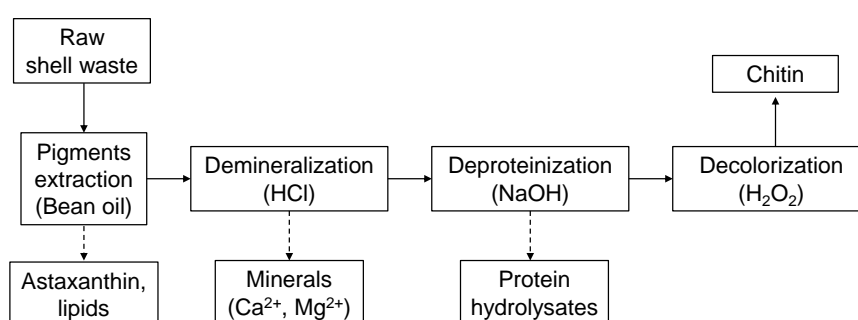 Raw
shell waste
Chitin
Pigments
extraction
(Bean oil)
Demineralization
(HCl)
Deproteinization
(NaOH)
Decolorization
(H₂O₂)
Astaxanthin,
lipids
Minerals
(Ca²⁺, Mg²⁺)
Protein
hydrolysates